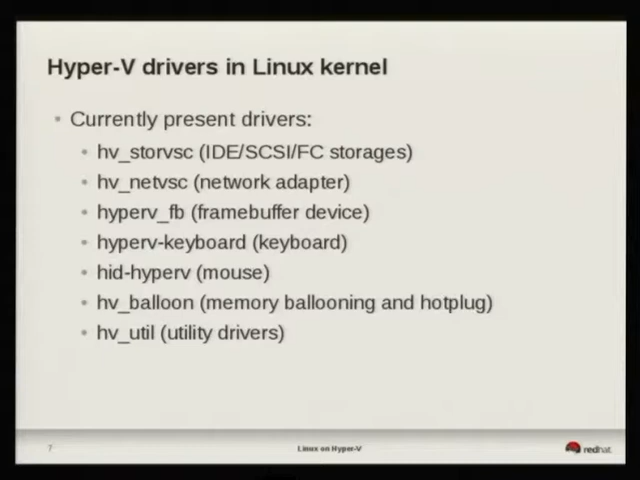 Hyper-V drivers in Linux kernel
Currently present drivers:
hv_storvsc (IDE/SCSI/FC storages)
hv_netvsc (network adapter)
hyperv_fb (framebuffer device)
hyperv-keyboard (keyboard)
hid-hyperv (mouse)
hv_balloon (memory ballooning and hotplug)
hv_util (utility drivers)
7
Linux on Hyper-V
redhat